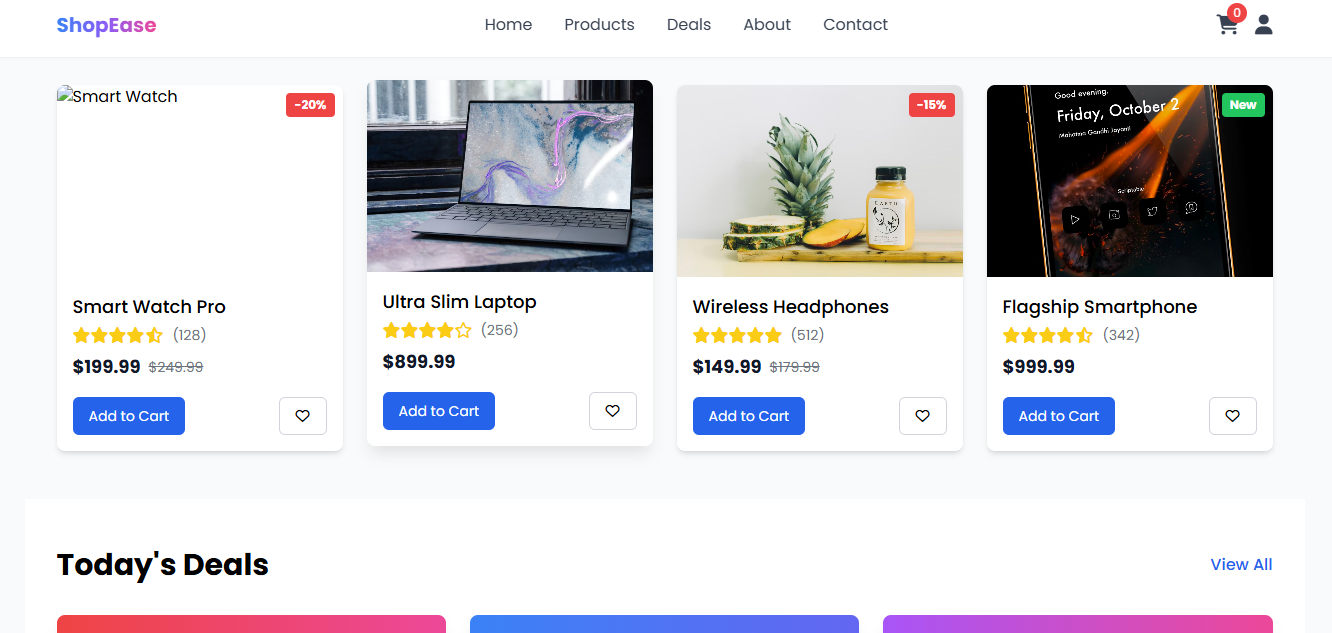 ShopEase
Home Products Deals About Contact
0
Smart Watch
-20%
-15%
Good evening.
Friday, October 2
Mahatma Gandhi Jayanti
Scriptable
New
EARTH
Smart Watch Pro
(128)
$199.99 $249.99
Add to Cart
Ultra Slim Laptop
(256)
$899.99
Add to Cart
Wireless Headphones
(512)
$149.99 $179.99
Add to Cart
Flagship Smartphone
(342)
$999.99
Add to Cart
Today's Deals
View All